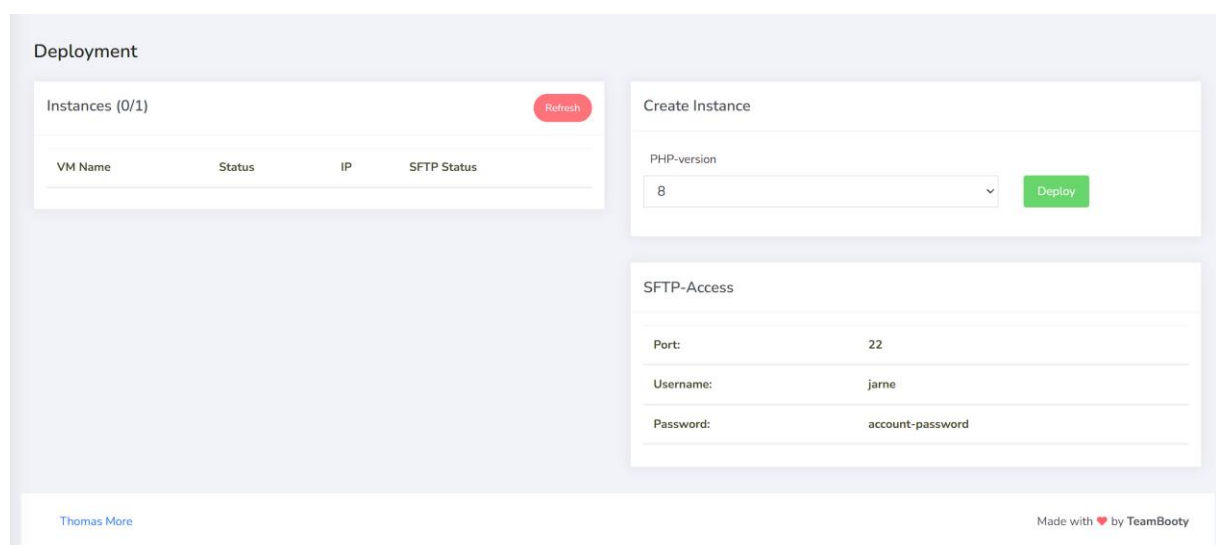 Deployment
Instances (0/1)
Refresh
VM Name Status IP SFTP Status
Create Instance
PHP-version
8
Deploy
SFTP-Access
Port: 22
Username: jarne
Password: account-password
Thomas More
Made with ❤ by TeamBooty